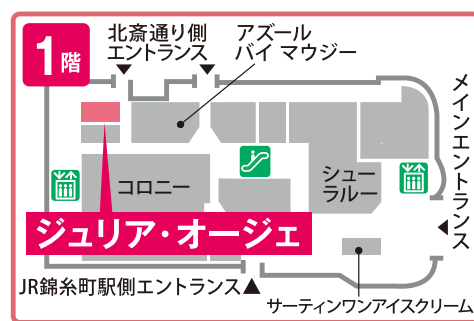 1階
北斎通り側
エントランス
アズール
バイ マウジー
メインエントランス
コロニー
シュー
ラルー
ジュリア・オージェ
JR錦糸町駅側エントランス
サーティンワンアイスクリーム